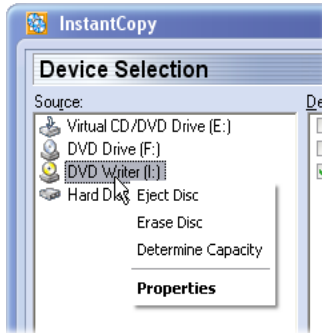 InstantCopy
Device Selection
Source:
Virtual CD/DVD Drive (E:)
DVD Drive (F:)
DVD Writer (I:)
Hard
Eject Disc
Erase Disc
Determine Capacity
Properties